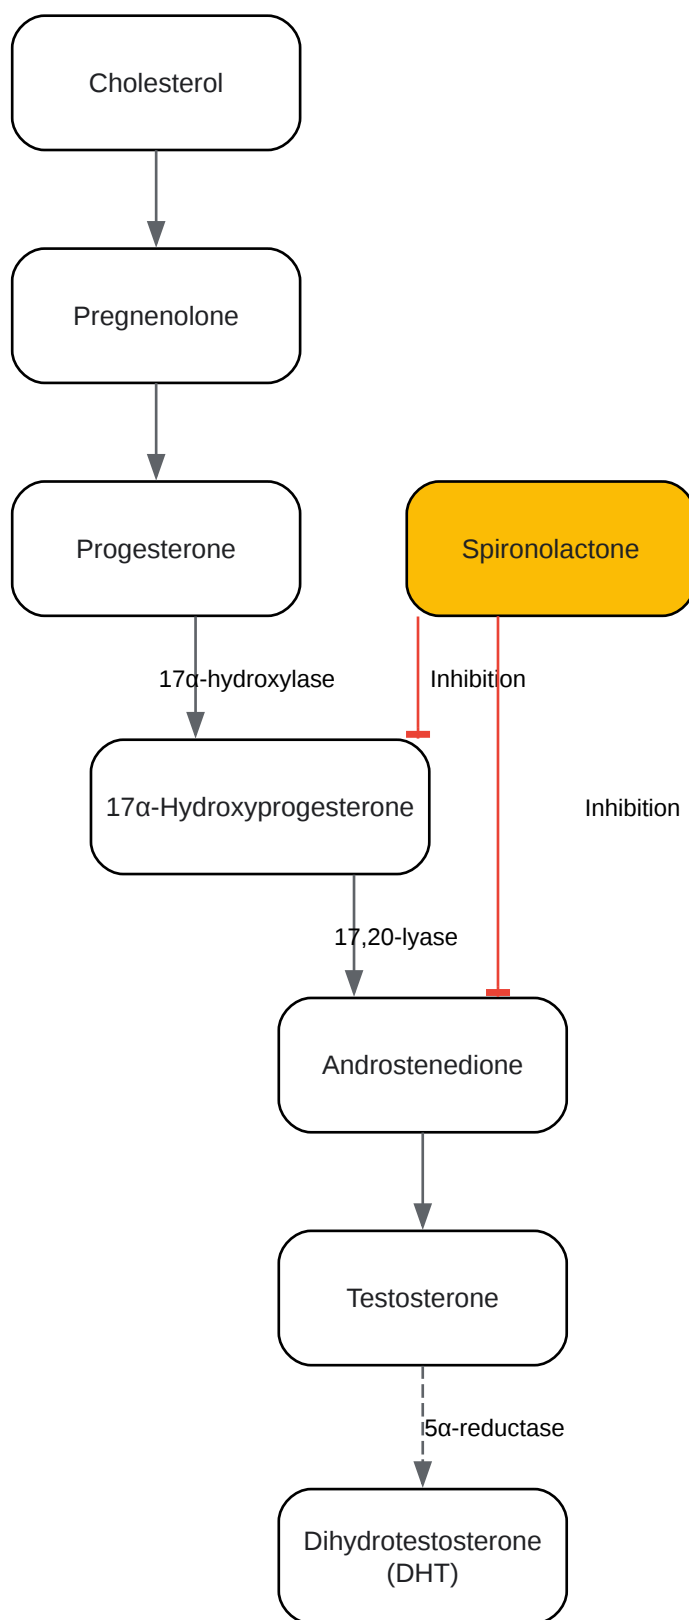 Cholesterol
Pregnenolone
Progesterone
Spironolactone
17α-hydroxylase
Inhibition
17α-Hydroxyprogesterone
Inhibition
17,20-lyase
Androstenedione
Testosterone
5α-reductase
Dihydrotestosterone
(DHT)